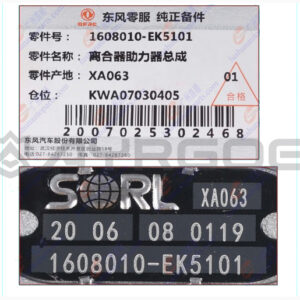 东风零服 纯正备件
零件号: 1608010-EK5101
零件名: 离合器助力器总成
零件产地: XA063 01
仓位: KWA07030405 合格
2007025302468
东风汽车股份有限公司
SORL XA063
20 06 08 0119
1608010-EK5101